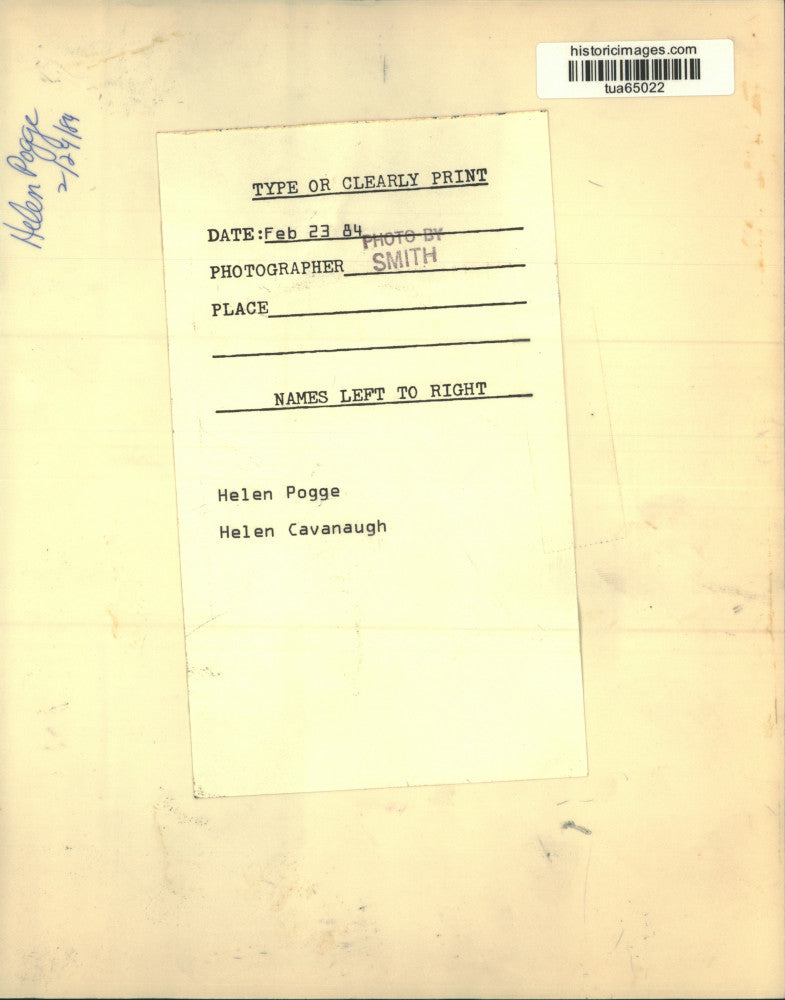 historicimages.com
tua65022
Helen Pogge
2/24/84
TYPE OR CLEARLY PRINT
DATE:Feb 23 84
PHOTO BY
PHOTOGRAPHER SMITH
PLACE
NAMES LEFT TO RIGHT
Helen Pogge
Helen Cavanaugh